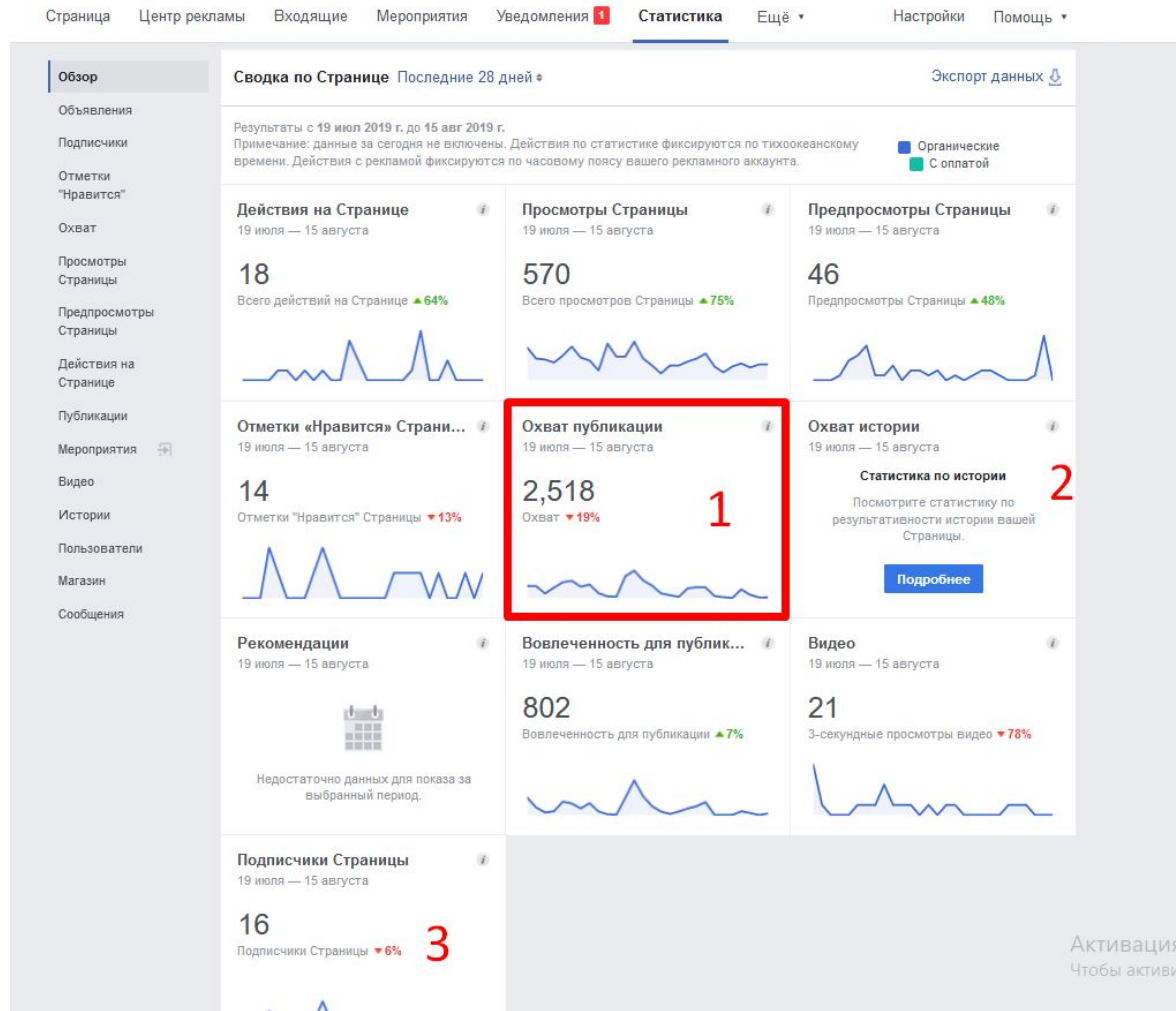 Страница Центр рекламы Входящие Мероприятия Уведомления 1 Статистика Ещё Настройки Помощь
Обзор
Объявления
Подписчики
Отметки
"Нравится"
Охват
Просмотры
Страницы
Предпросмотры
Страницы
Действия на
Странице
Публикации
Мероприятия
Видео
Истории
Пользователи
Магазин
Сообщения
Сводка по Странице Последние 28 дней Экспорт данных
Результаты с 19 июл 2019 г. до 15 авг 2019 г.
Примечание: данные за сегодня не включены. Действия по статистике фиксируются по тихоокеанскому
времени. Действия с рекламой фиксируются по часовому поясу вашего рекламного аккаунта.
Органические
С оплатой
Действия на Странице
19 июля — 15 августа
18
Всего действий на Странице 64%
Просмотры Страницы
19 июля — 15 августа
570
Всего просмотров Страницы 75%
Предпросмотры Страницы
19 июля — 15 августа
46
Предпросмотры Страницы 48%
Отметки «Нравится» Страни...
19 июля — 15 августа
14
Отметки "Нравится" Страницы 13%
Охват публикации
19 июля — 15 августа
2,518
Охват 19%
1
Охват истории
19 июля — 15 августа
Статистика по истории
2
Посмотрите статистику по
результативности истории вашей
Страницы.
Подробнее
Рекомендации
19 июля — 15 августа
Недостаточно данных для показа за
выбранный период.
Вовлеченность для публик...
19 июля — 15 августа
802
Вовлеченность для публикации 7%
Видео
19 июля — 15 августа
21
3-секундные просмотры видео 78%
Подписчики Страницы
19 июля — 15 августа
16
Подписчики Страницы 6%
3
Активация
Чтобы актив